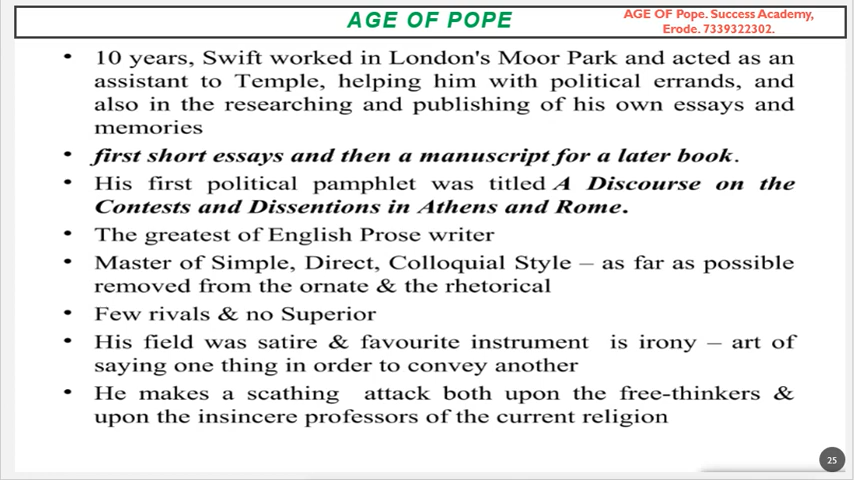 AGE OF POPE
AGE OF Pope. Success Academy,
Erode. 7339322302.
• 10 years, Swift worked in London's Moor Park and acted as an
assistant to Temple, helping him with political errands, and
also in the researching and publishing of his own essays and
memories
• first short essays and then a manuscript for a later book.
• His first political pamphlet was titled A Discourse on the
Contests and Dissentions in Athens and Rome.
• The greatest of English Prose writer
• Master of Simple, Direct, Colloquial Style – as far as possible
removed from the ornate & the rhetorical
• Few rivals & no Superior
• His field was satire & favourite instrument is irony – art of
saying one thing in order to convey another
• He makes a scathing attack both upon the free-thinkers &
upon the insincere professors of the current religion
25